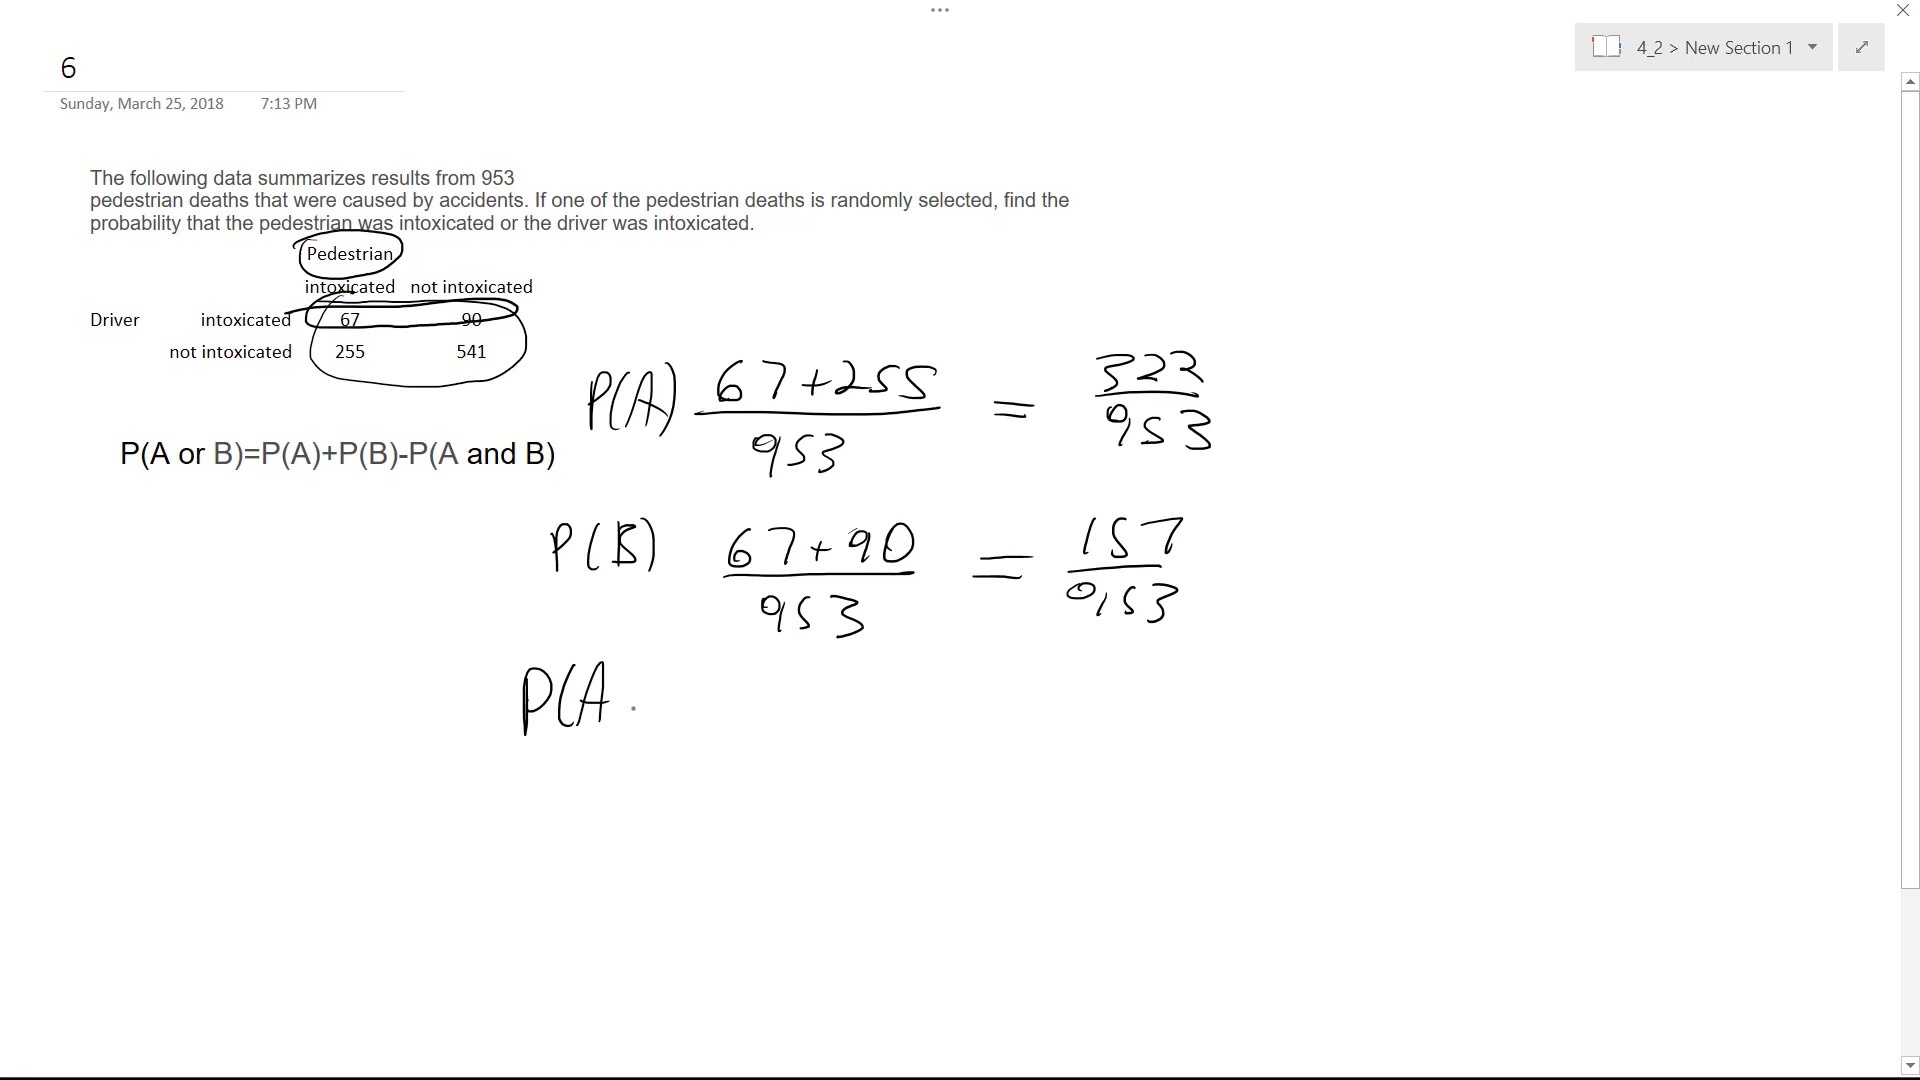 4_2 > New Section 1
6
Sunday, March 25, 2018 7:13 PM
The following data summarizes results from 953
pedestrian deaths that were caused by accidents. If one of the pedestrian deaths is randomly selected, find the
probability that the pedestrian was intoxicated or the driver was intoxicated.
Pedestrian
intoxicated not intoxicated
Driver intoxicated 67 90
not intoxicated 255 541
P(A) 67+255 = 322
953 953
P(A or B)=P(A)+P(B)-P(A and B)
P(B) 67+90 = 157
953 953
P(A